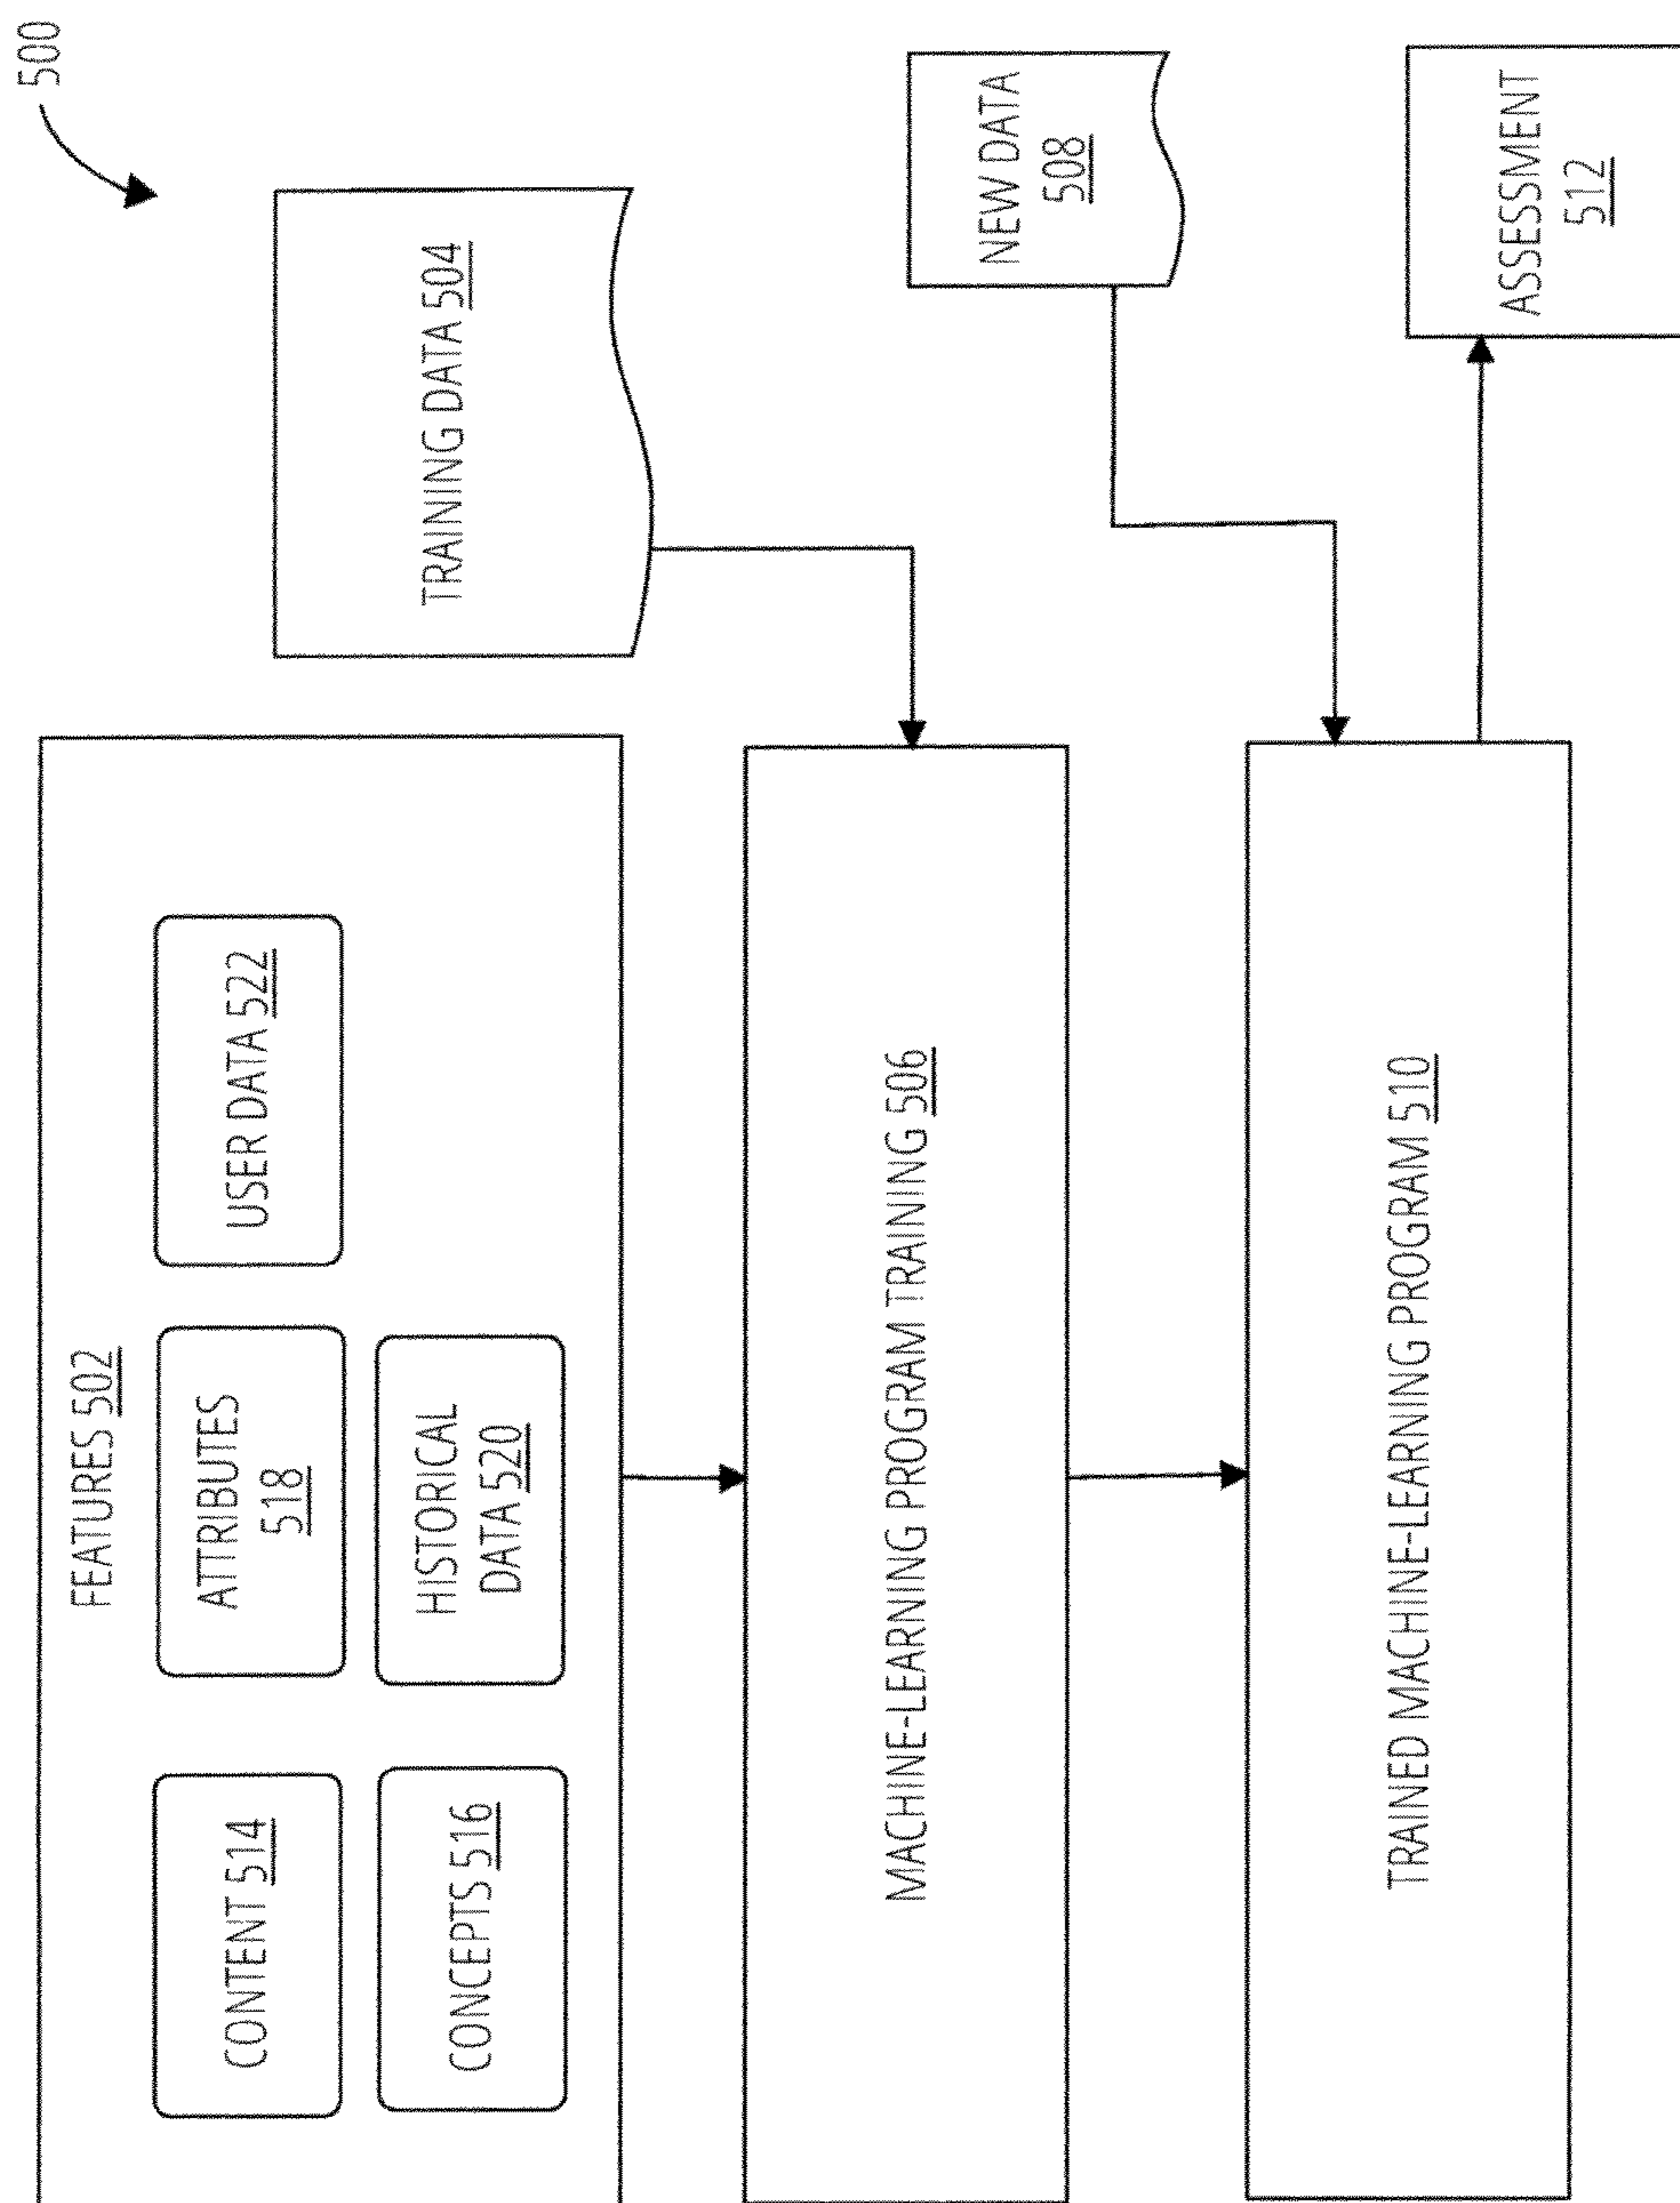 500
FEATURES 502
CONTENT 514
ATTRIBUTES
518
USER DATA 522
CONCEPTS 516
HISTORICAL
DATA 520
TRAINING DATA 504
MACHINE-LEARNING PROGRAM TRAINING 506
NEW DATA
508
TRAINED MACHINE-LEARNING PROGRAM 510
ASSESSMENT
512